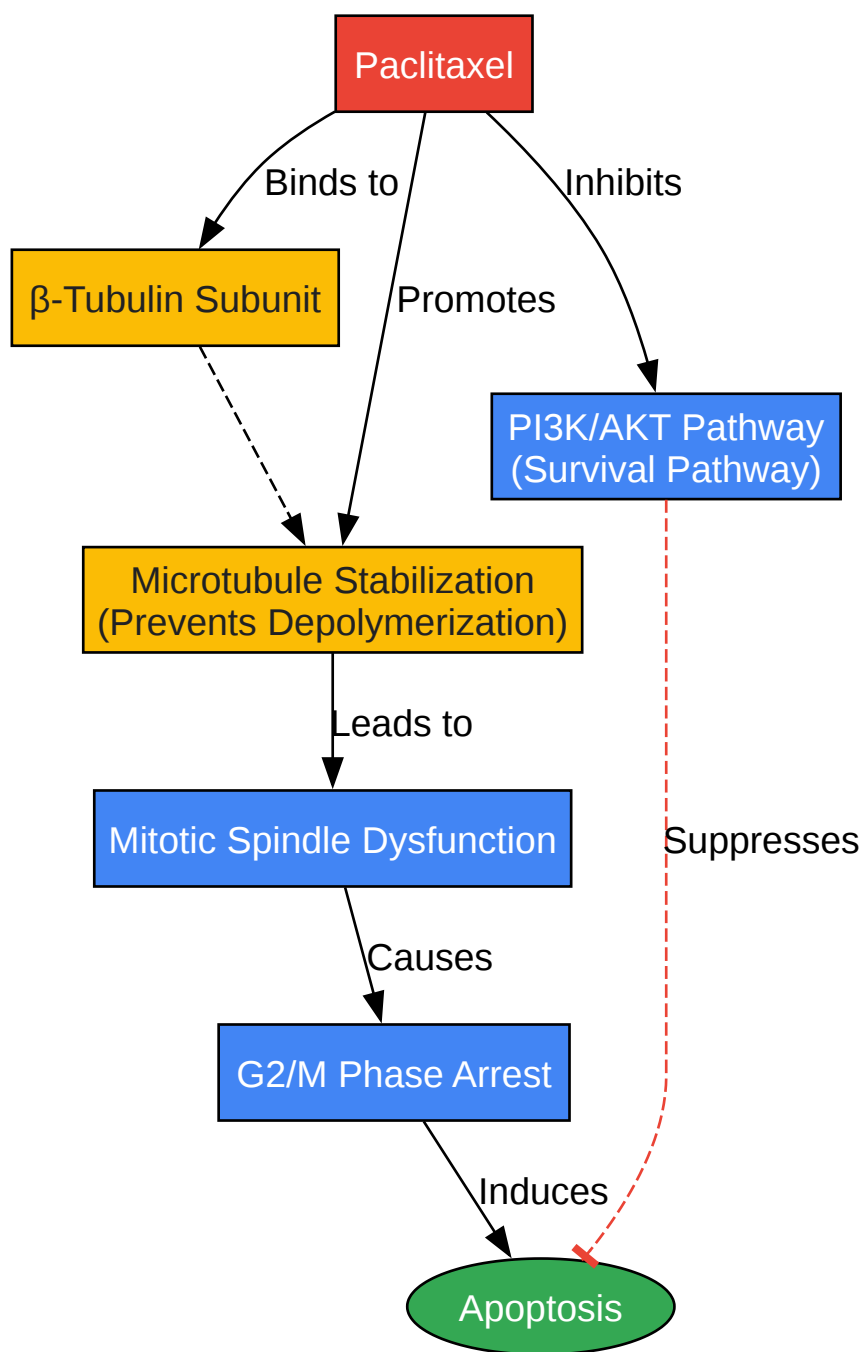 Paclitaxel
Binds to
Inhibits
β-Tubulin Subunit
Promotes
PI3K/AKT Pathway
(Survival Pathway)
Microtubule Stabilization
(Prevents Depolymerization)
Leads to
Mitotic Spindle Dysfunction
Suppresses
Causes
G2/M Phase Arrest
Induces
Apoptosis